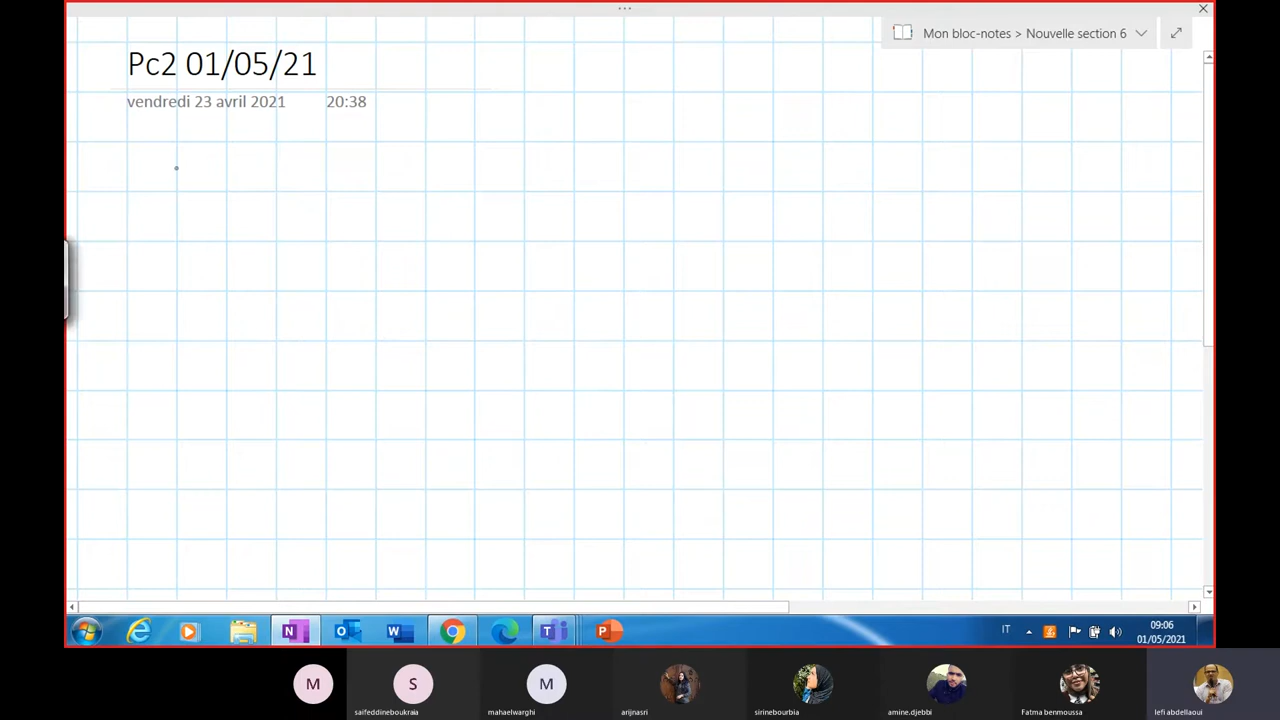 Mon bloc-notes > Nouvelle section 6
Pc2 01/05/21
vendredi 23 avril 2021 20:38
IT
09:06
01/05/2021
M
S
M
saifeddineboukraia
mahaelwarghi
arijnasri
sirinebourbia
amine.djebbi
Fatma benmoussa
lefi abdellaoui